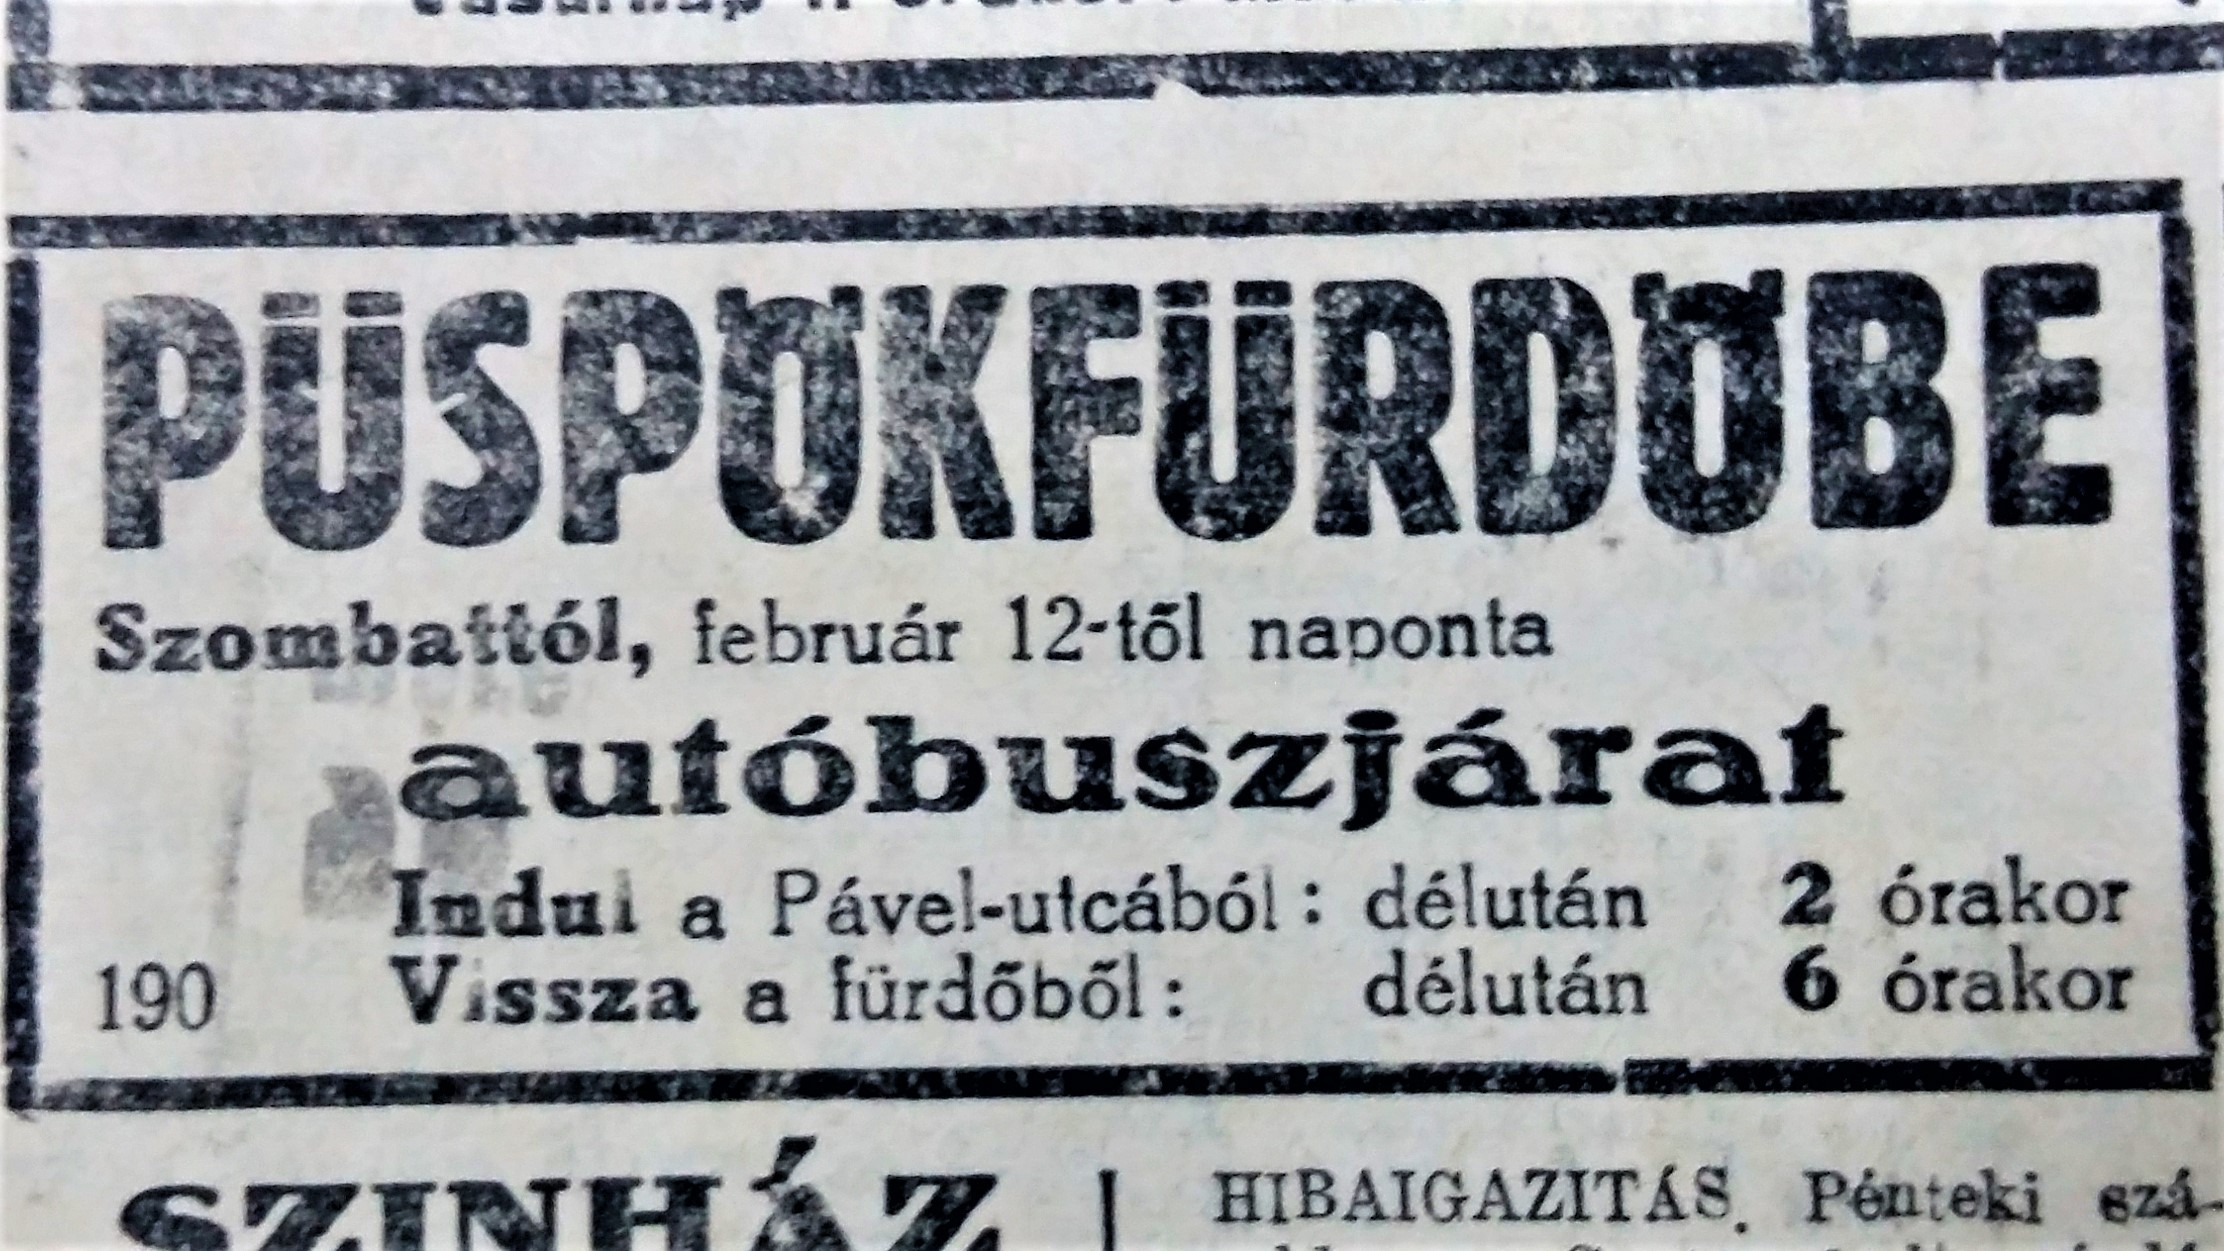 PÜSPÖKFÜRDŐBE
Szombattól, február 12-től naponta
autóbuszjárat
Indul a Pável-utcából: délután 2 órakor
190 Vissza a fürdőből: délután 6 órakor
SZINHÁZ
HIBAIGAZITÁS. Pénteki szá-